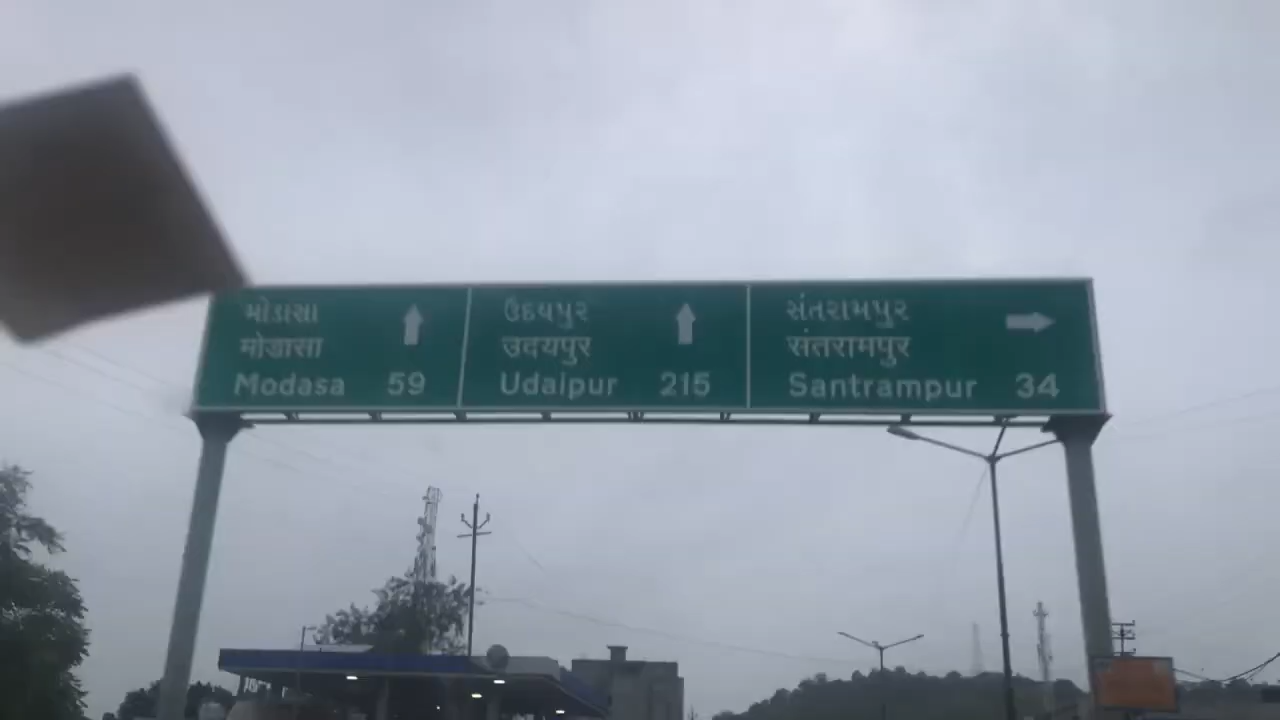 મોડાસા
मोडासा
Modasa 59
ઉદયપુર
उदयपुर
Udaipur 215
સંતરામપુર
संतरामपुर
Santrampur 34